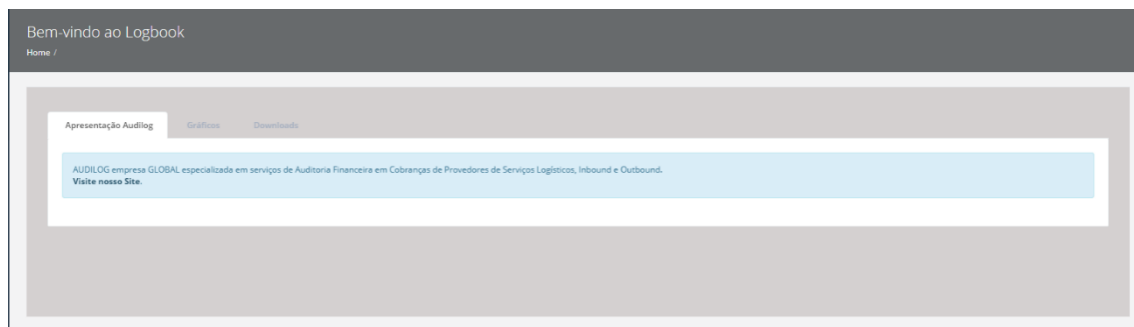 Bem-vindo ao Logbook
Home /
Apresentação Audilog Gráficos Downloads
AUDILOG empresa GLOBAL especializada em serviços de Auditoria Financeira em Cobranças de Provedores de Serviços Logísticos, Inbound e Outbound.
Visite nosso Site.